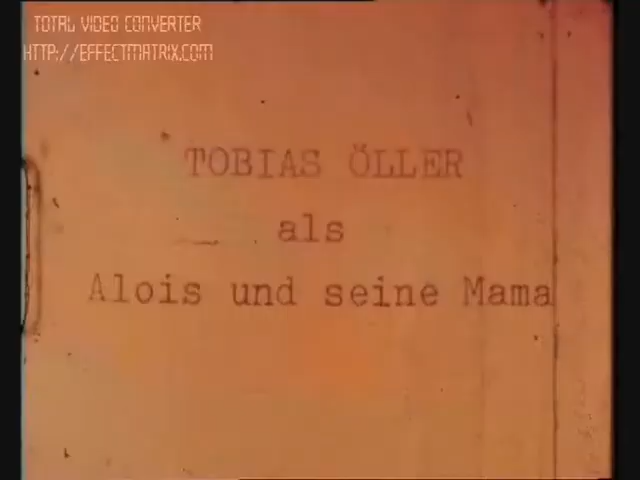 TOTAL VIDEO CONVERTER
HTTP://EFFECTMATRIX.COM
TOBIAS ÖLLER
als
Alois und seine Mama